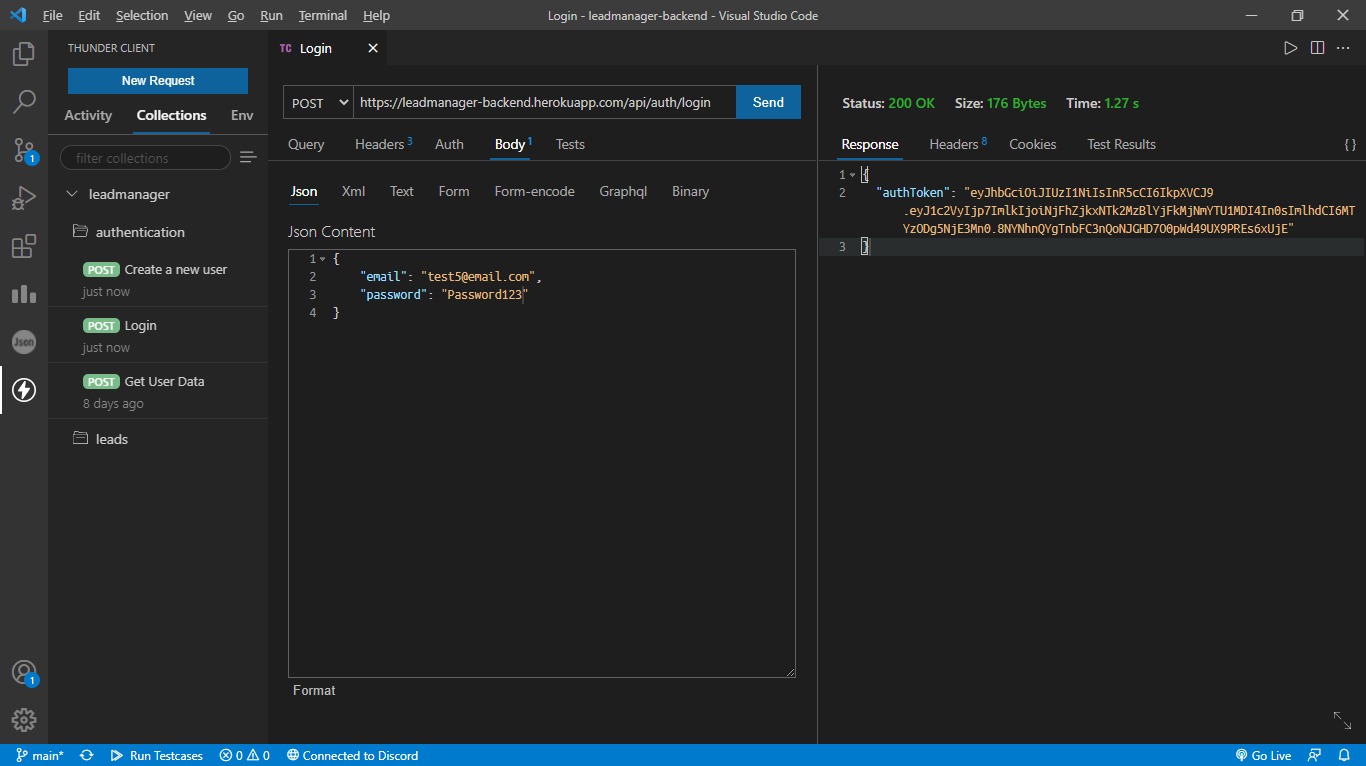 File Edit Selection View Go Run Terminal Help
Login - leadmanager-backend - Visual Studio Code
THUNDER CLIENT
New Request
Activity Collections Env
filter collections
leadmanager
authentication
POST Create a new user
just now
POST Login
just now
POST Get User Data
8 days ago
leads
TC Login
POST https://leadmanager-backend.herokuapp.com/api/auth/login Send
Query Headers 3 Auth Body 1 Tests
Json Xml Text Form Form-encode Graphql Binary
Json Content
1 {
2 "email": "test5@email.com",
3 "password": "Password123"
4 }
Format
Status: 200 OK Size: 176 Bytes Time: 1.27 s
Response Headers 8 Cookies Test Results { }
1 {
2 "authToken": "eyJhbGciOiJIUzI1NiIsInR5cCI6IkpXVCJ9
.eyJ1c2VyIjp7ImlkIjoiNjFhZjkxNTk2MzBlYjFkMjNmYTU1MDI4In0sImlhdCI6MT
YzODg5NjE3Mn0.8NYNhnQYgTnbFC3nQoNJGHD7O0pWd49UX9PREs6xUjE"
3 }
Json
1
1
main* Run Testcases 0 0 Connected to Discord Go Live